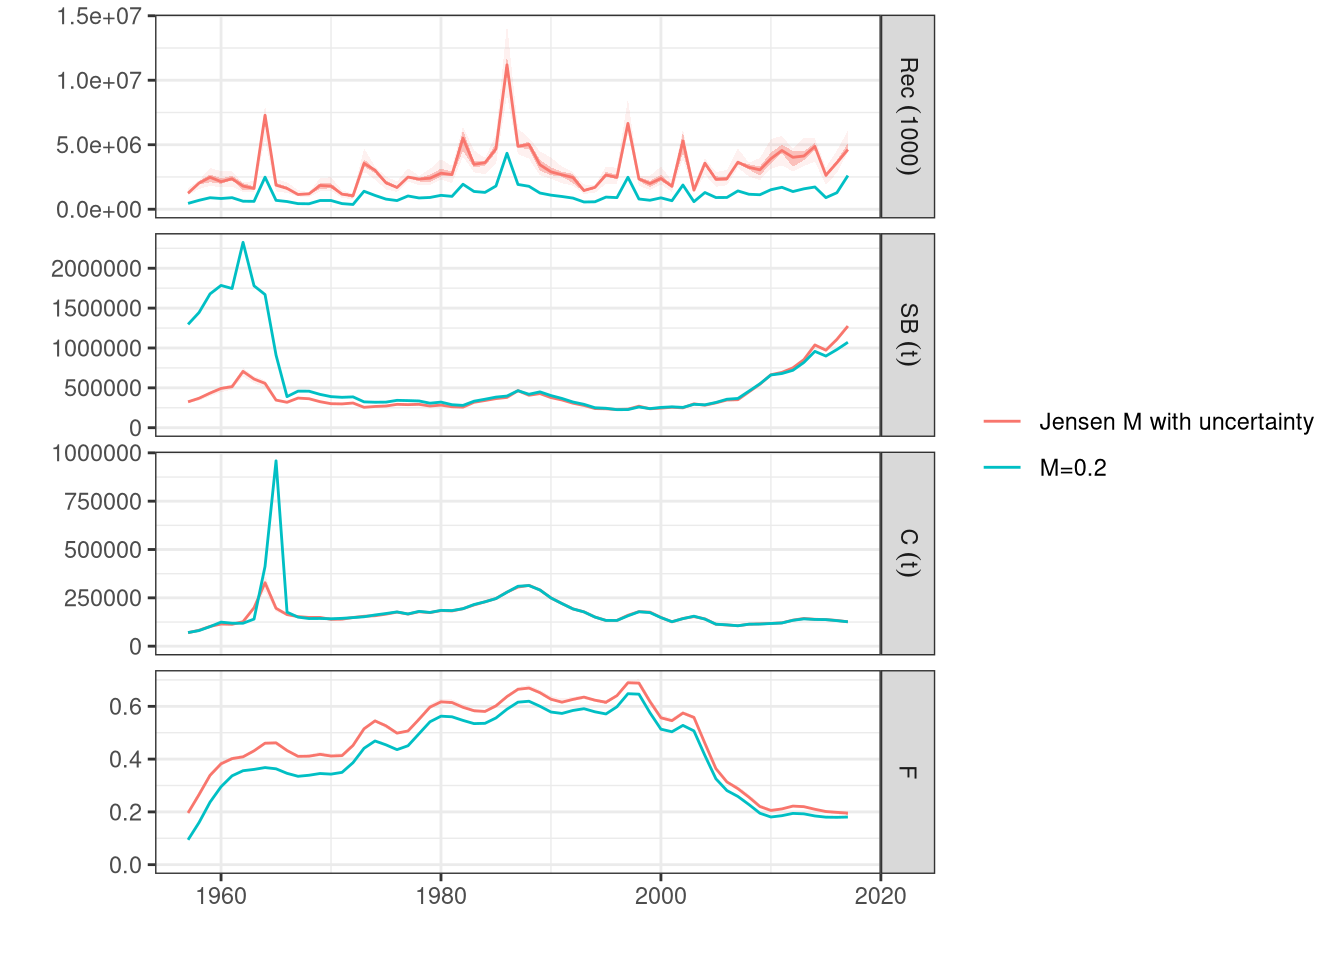 1.5e+07
1.0e+07
5.0e+06
0.0e+00
Rec (1000)
2000000
1500000
1000000
500000
0
SB (t)
1000000
750000
500000
250000
0
C (t)
0.6
0.4
0.2
0.0
F
1960 1980 2000 2020
Jensen M with uncertainty
M=0.2